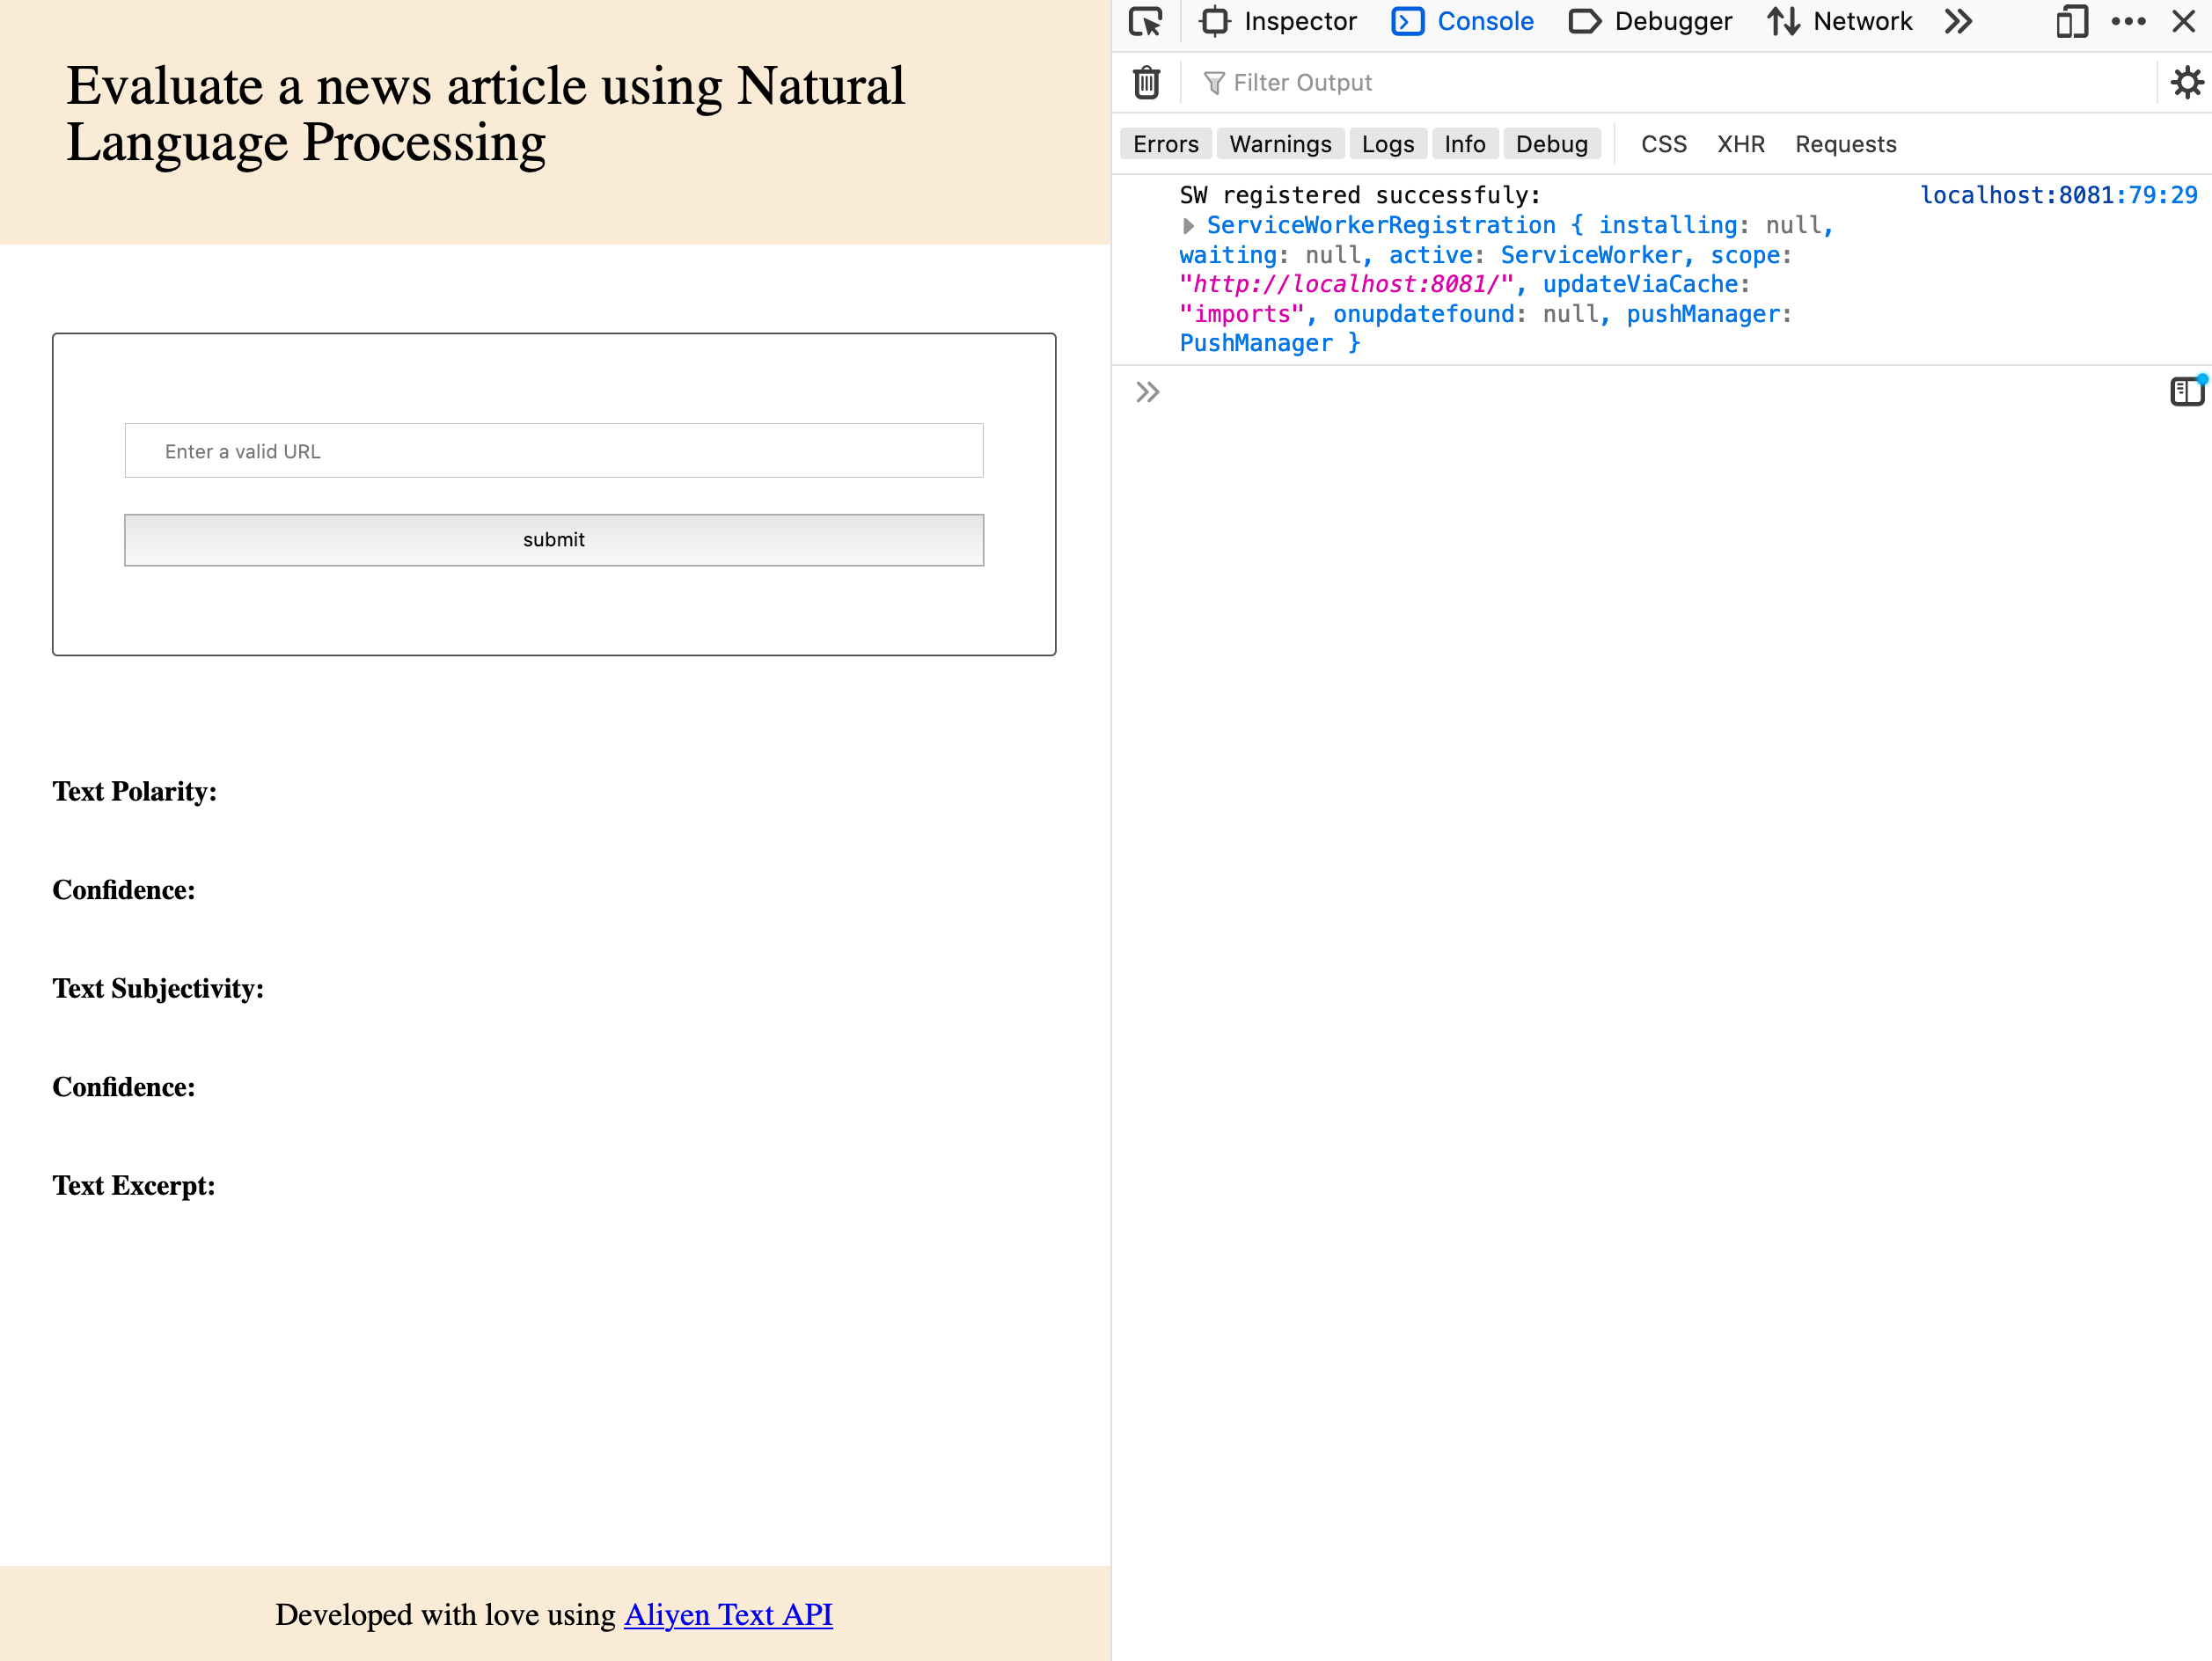 Evaluate a news article using Natural
Language Processing
Enter a valid URL
submit
Text Polarity:
Confidence:
Text Subjectivity:
Confidence:
Text Excerpt:
Developed with love using Aliyen Text API
Inspector Console Debugger Network
Filter Output
Errors Warnings Logs Info Debug CSS XHR Requests
SW registered successfuly: localhost:8081:79:29
ServiceWorkerRegistration { installing: null,
waiting: null, active: ServiceWorker, scope:
"http://localhost:8081/", updateViaCache:
"imports", onupdatefound: null, pushManager:
PushManager }